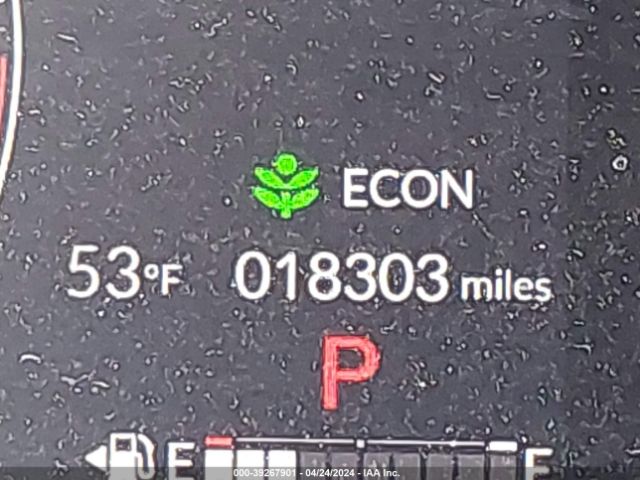 ECON
53°F 018303 miles
P
E F
000-39267901 - 04/24/2024 - IAA Inc.